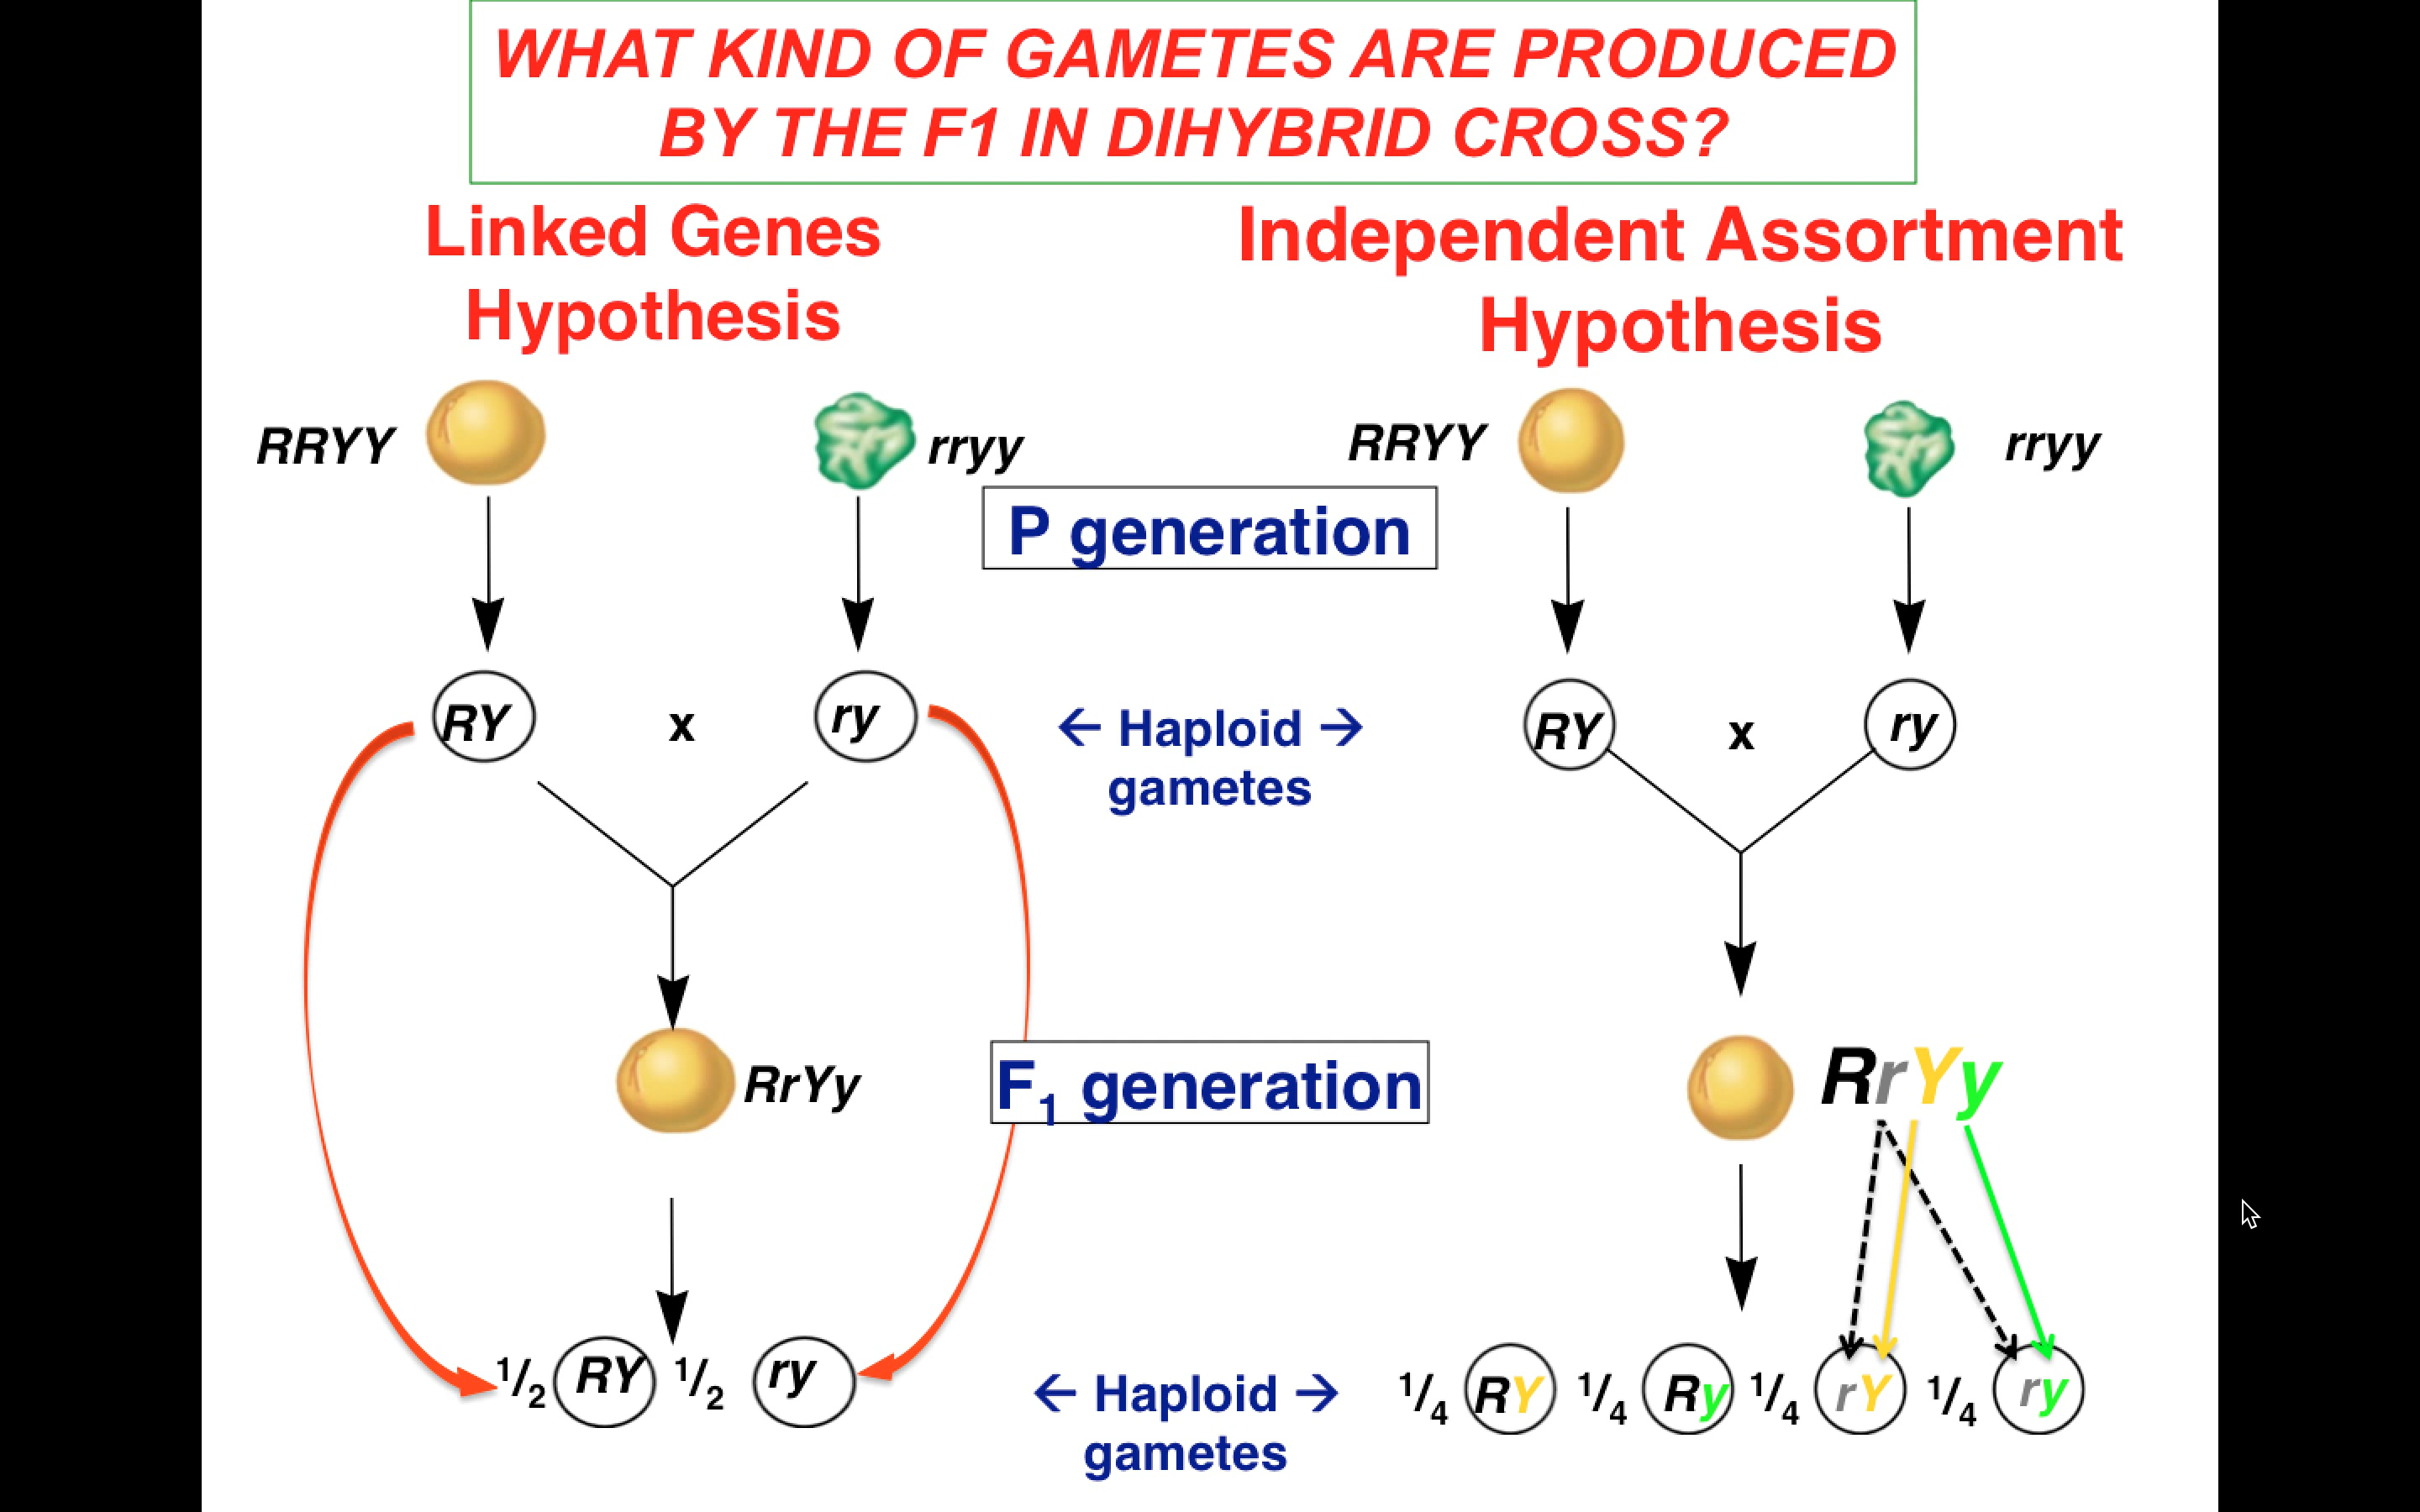 WHAT KIND OF GAMETES ARE PRODUCED
BY THE F1 IN DIHYBRID CROSS?
Linked Genes
Hypothesis
Independent Assortment
Hypothesis
RRYY
rryy
RRYY
rryy
P generation
RY x ry
← Haploid →
gametes
RY x ry
RrYy
F₁ generation
RrYy
1/2 RY 1/2 ry
← Haploid →
gametes
1/4 RY 1/4 Ry 1/4 rY 1/4 ry